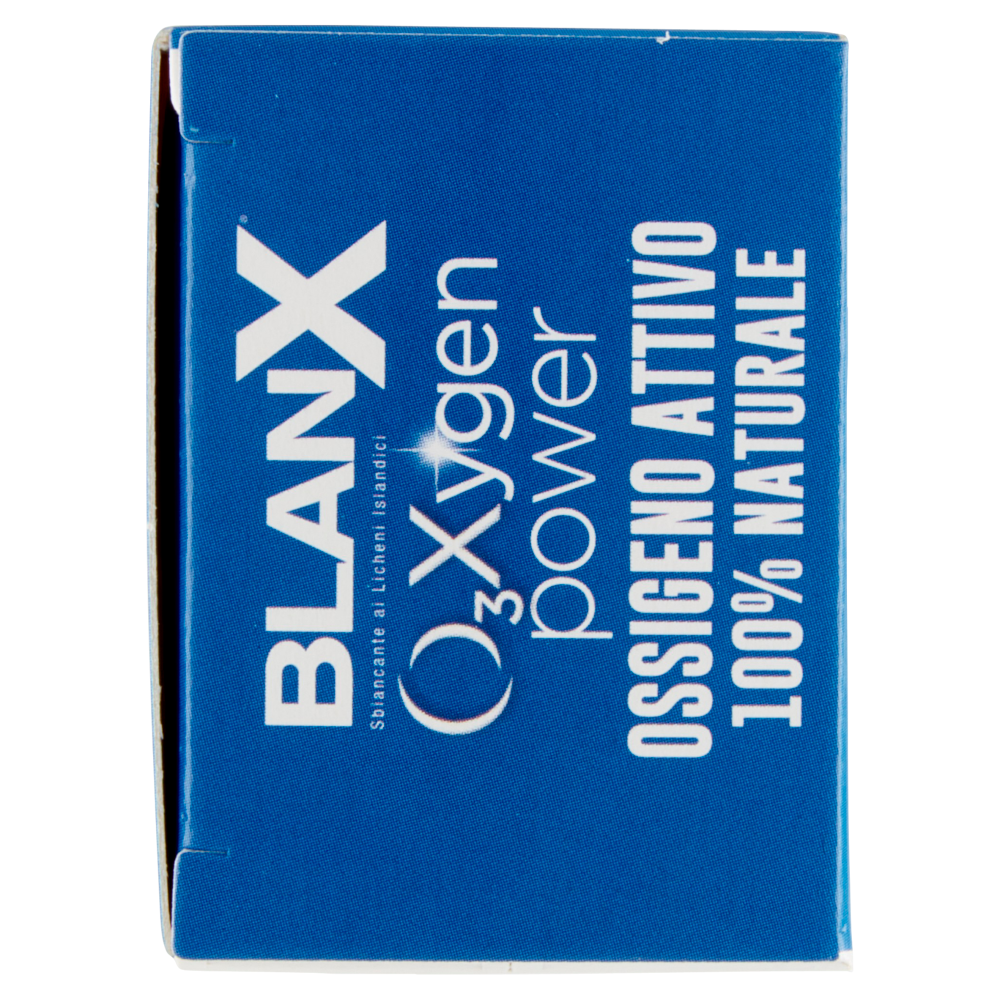 BLANX®
Sbiancante ai Licheni Islandici
O₃Xygen
power
OSSIGENO ATTIVO
100% NATURALE